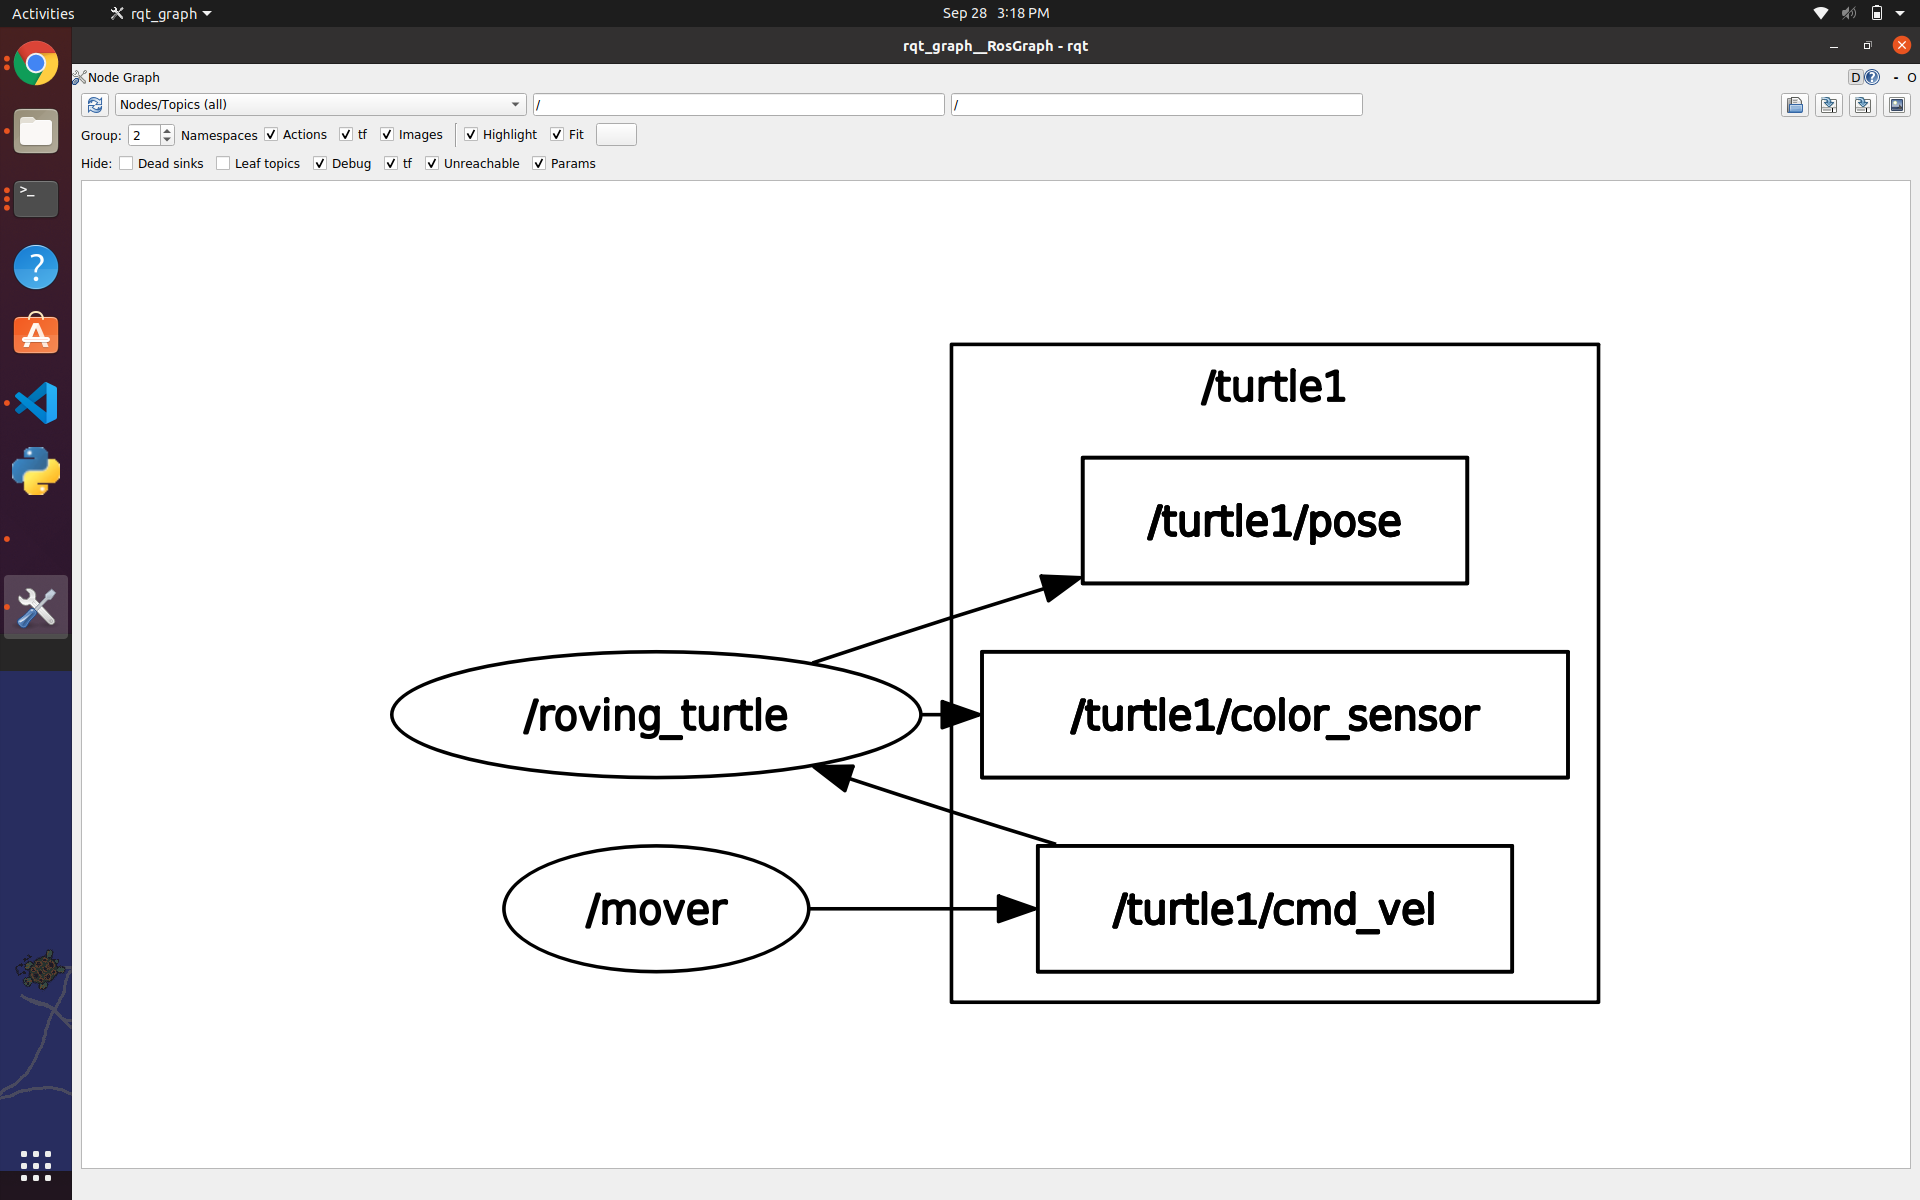 Activities rqt_graph Sep 28 3:18 PM
rqt_graph__RosGraph - rqt
Node Graph D ? - O
Nodes/Topics (all) / /
Group: 2 Namespaces Actions tf Images Highlight Fit
Hide: Dead sinks Leaf topics Debug tf Unreachable Params
>_
?
/turtle1
/turtle1/pose
/roving_turtle /turtle1/color_sensor
/mover /turtle1/cmd_vel